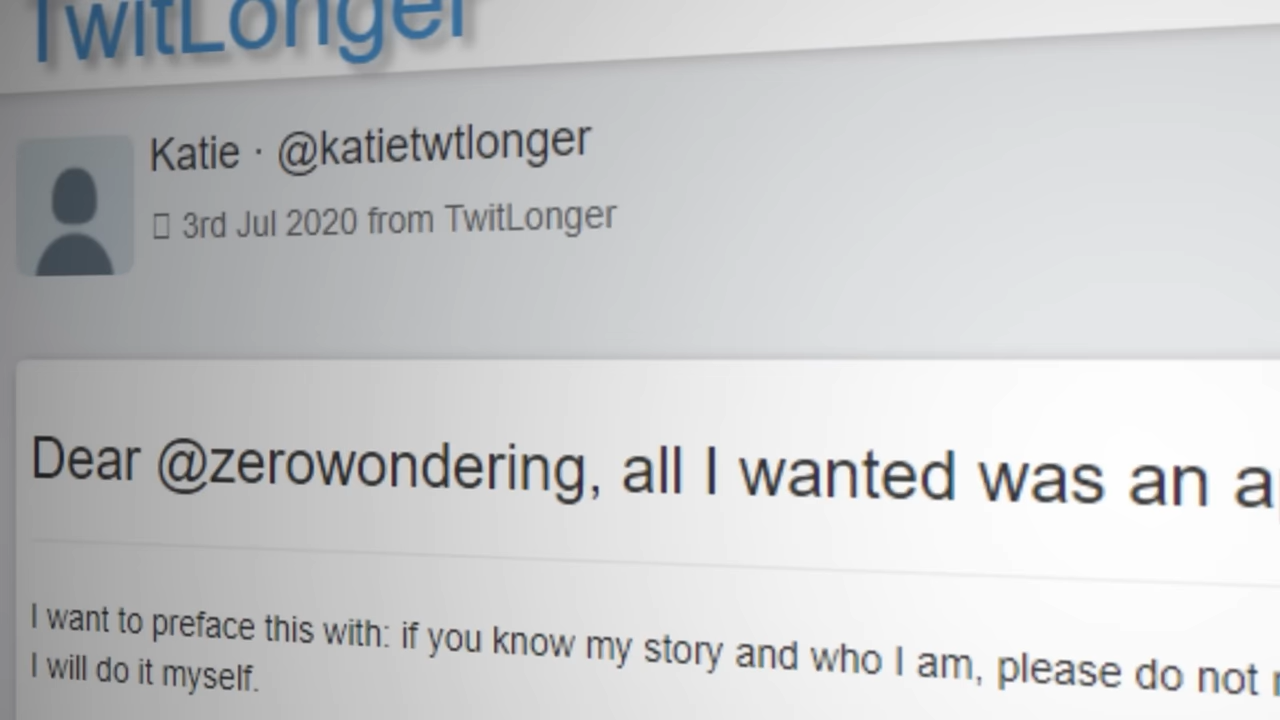 TwitLonger
Katie · @katietwtlonger
3rd Jul 2020 from TwitLonger
Dear @zerowondering, all I wanted was an
I want to preface this with: if you know my story and who I am, please do not
I will do it myself.